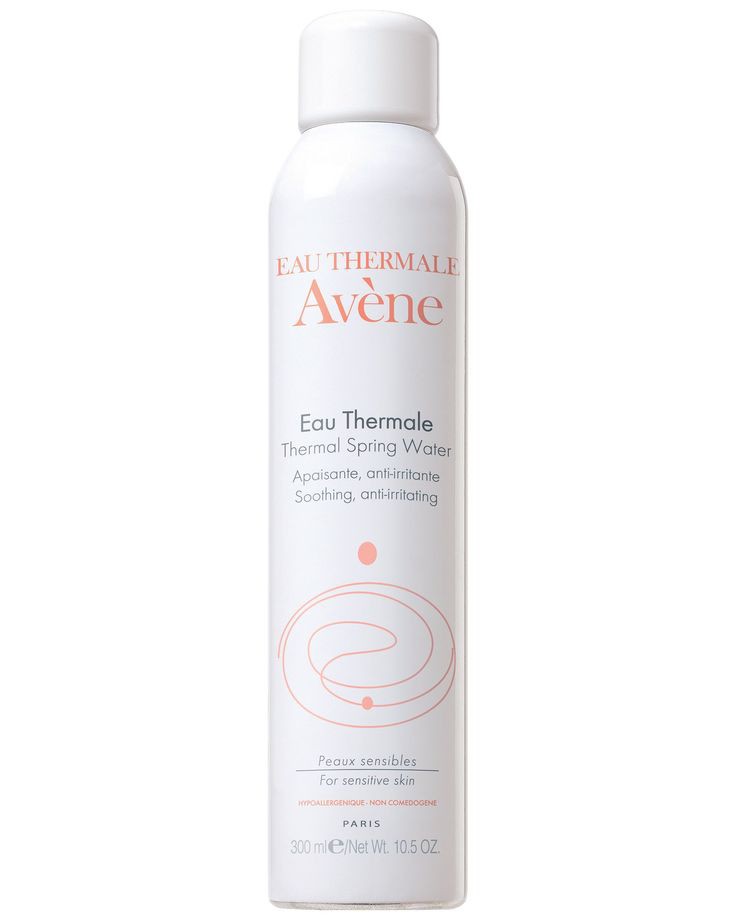 EAU THERMALE
Avène
Eau Thermale
Thermal Spring Water
Apaisante, anti-irritante
Soothing, anti-irritating
Peaux sensibles
For sensitive skin
HYPOALLERGENIQUE - NON COMEDOGENE
PARIS
300 ml℮/Net Wt. 10.5 OZ.